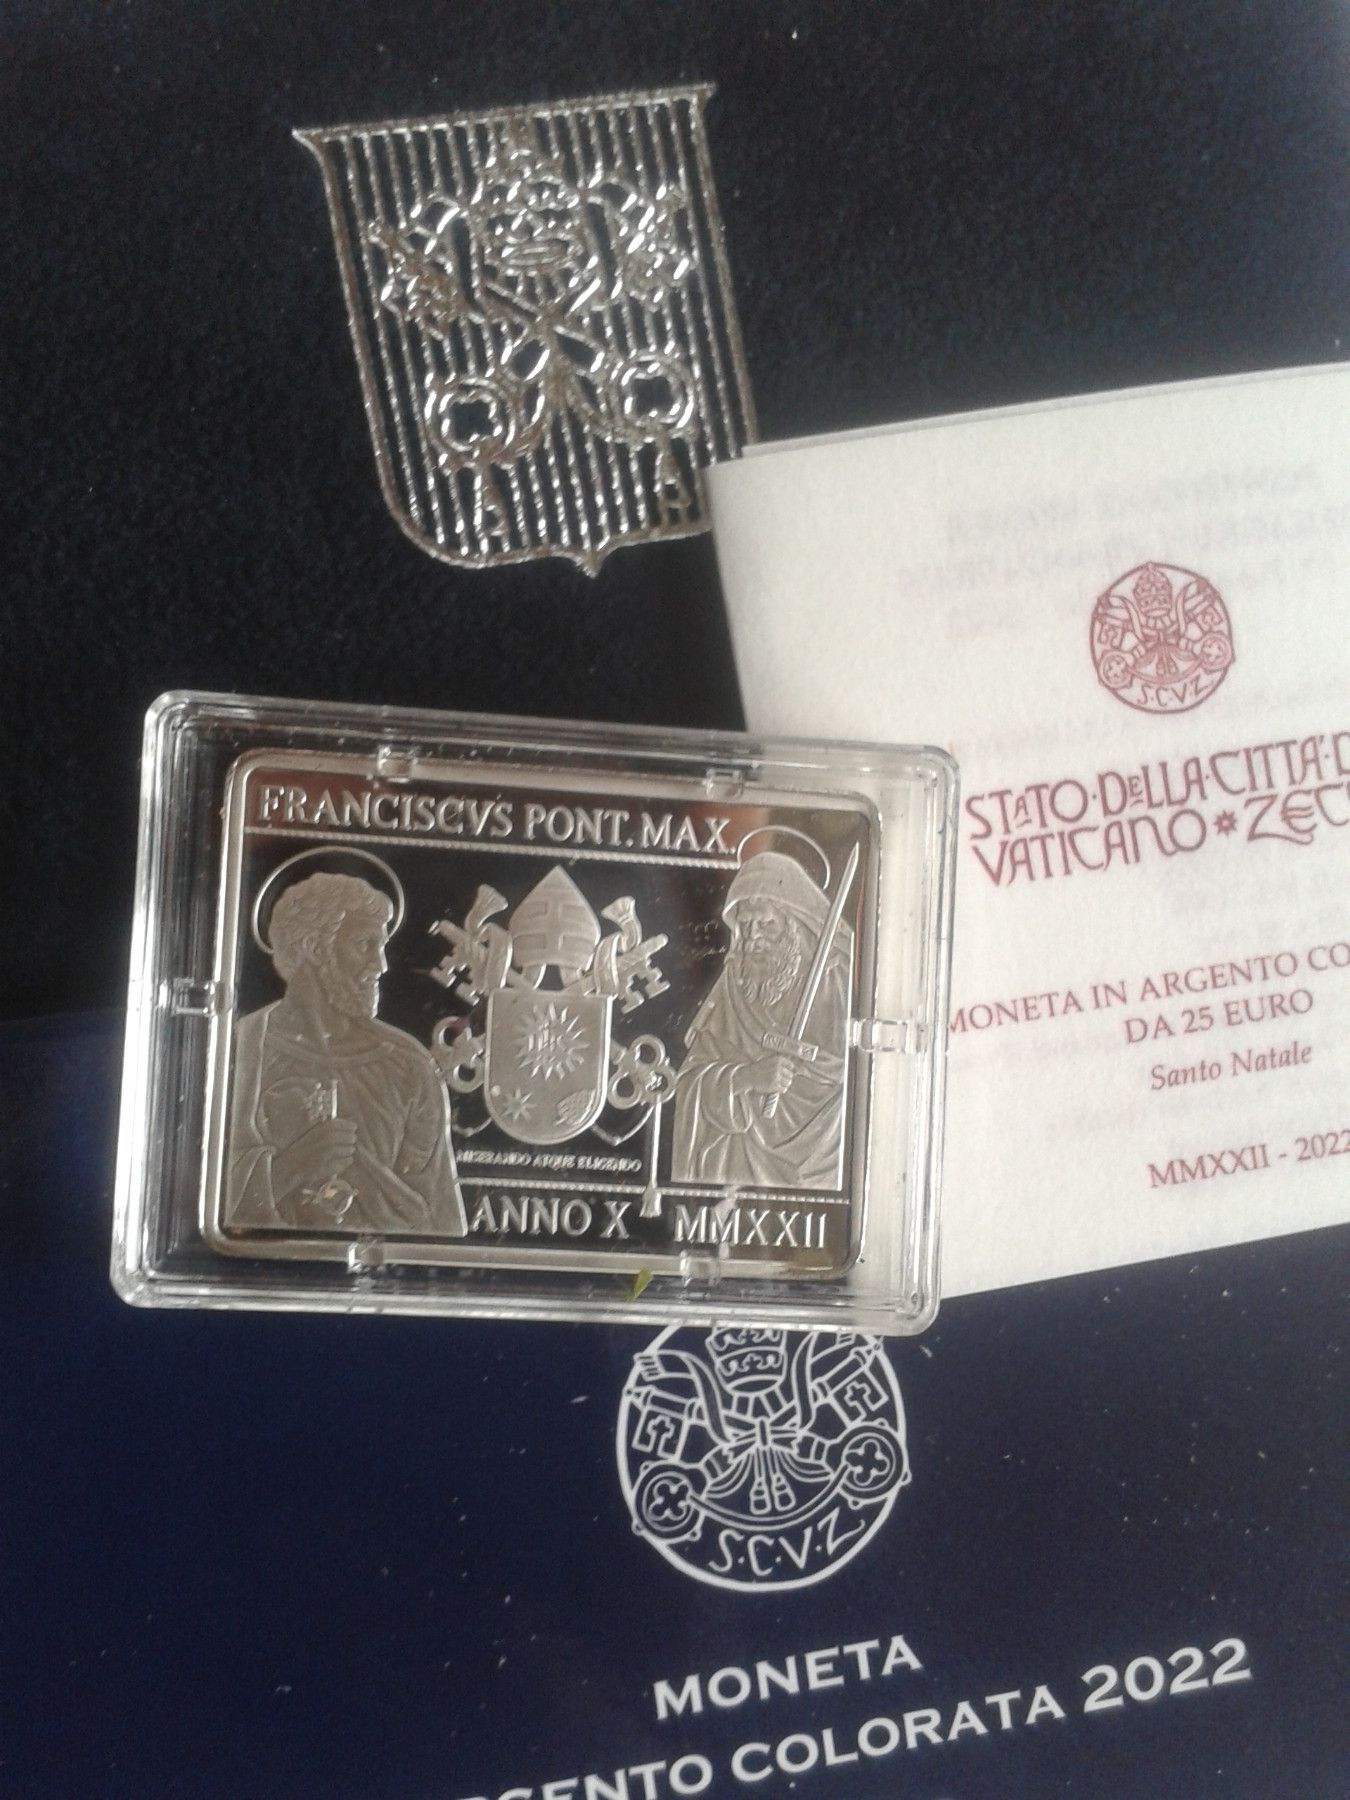 S.C.V.Z
STATO·DELLA·CITTÀ·D
VATICANO * ZEC
MONETA IN ARGENTO CO
DA 25 EURO
Santo Natale
MMXXII - 2022
FRANCISCVS PONT. MAX.
MISERANDO ATQUE ELIGENDO
ANNO X MMXXII
S·C·V·Z
MONETA
RGENTO COLORATA 2022